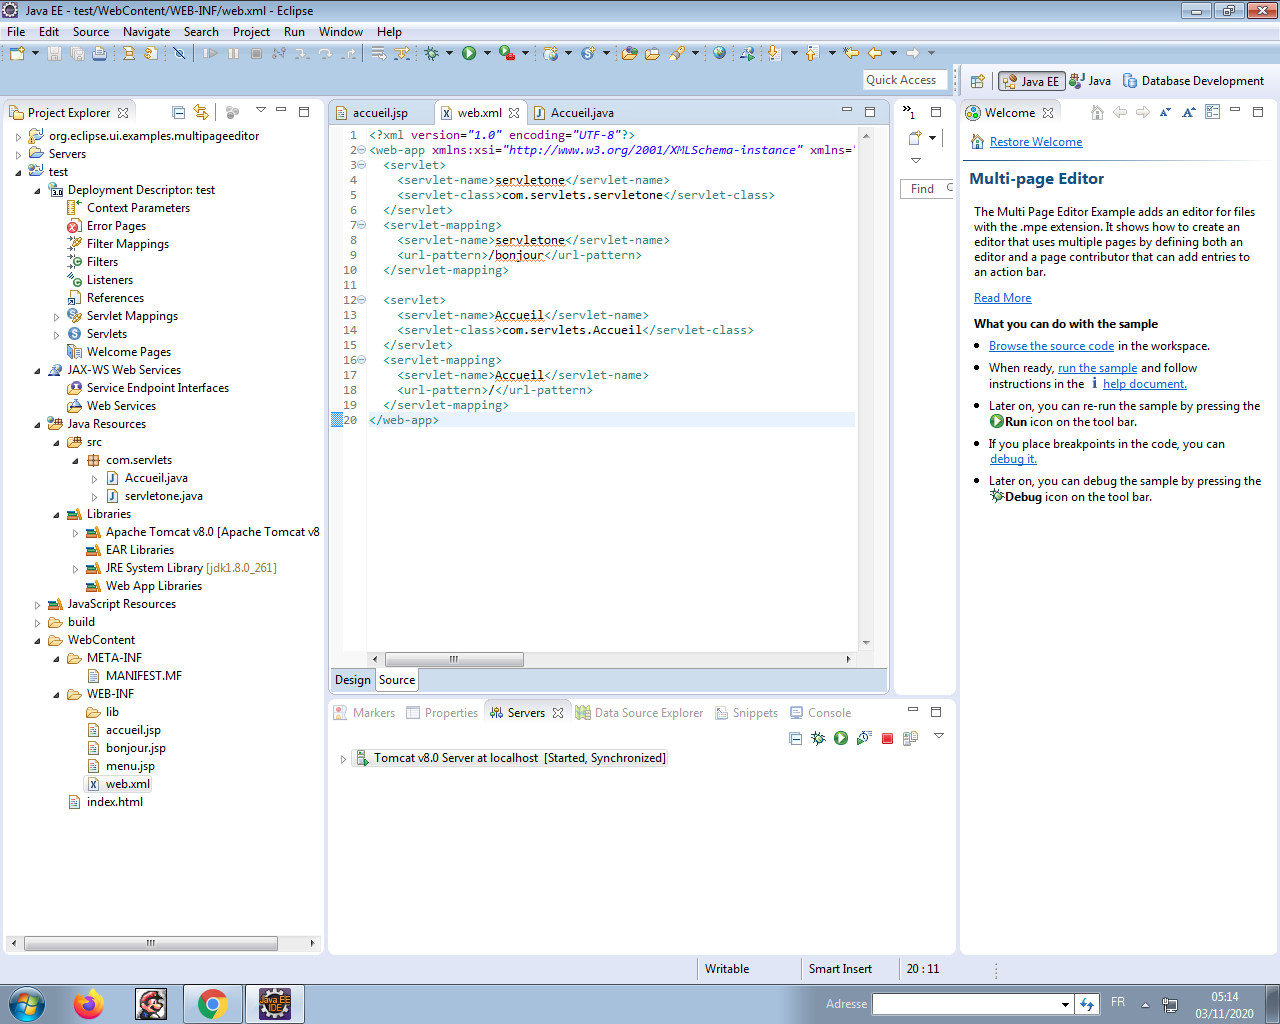 Java EE - test/WebContent/WEB-INF/web.xml - Eclipse
File Edit Source Navigate Search Project Run Window Help
Quick Access
Java EE
Java
Database Development
Project Explorer
org.eclipse.ui.examples.multipageeditor
Servers
test
Deployment Descriptor: test
Context Parameters
Error Pages
Filter Mappings
Filters
Listeners
References
Servlet Mappings
Servlets
Welcome Pages
JAX-WS Web Services
Service Endpoint Interfaces
Web Services
Java Resources
src
com.servlets
Accueil.java
servletone.java
Libraries
Apache Tomcat v8.0 [Apache Tomcat v8
EAR Libraries
JRE System Library [jdk1.8.0_261]
Web App Libraries
JavaScript Resources
build
WebContent
META-INF
MANIFEST.MF
WEB-INF
lib
accueil.jsp
bonjour.jsp
menu.jsp
web.xml
index.html
accueil.jsp
web.xml
Accueil.java
1 <?xml version="1.0" encoding="UTF-8"?>
2 <web-app xmlns:xsi="http://www.w3.org/2001/XMLSchema-instance" xmlns="
3 <servlet>
4 <servlet-name>servletone</servlet-name>
5 <servlet-class>com.servlets.servletone</servlet-class>
6 </servlet>
7 <servlet-mapping>
8 <servlet-name>servletone</servlet-name>
9 <url-pattern>/bonjour</url-pattern>
10 </servlet-mapping>
11
12 <servlet>
13 <servlet-name>Accueil</servlet-name>
14 <servlet-class>com.servlets.Accueil</servlet-class>
15 </servlet>
16 <servlet-mapping>
17 <servlet-name>Accueil</servlet-name>
18 <url-pattern>/</url-pattern>
19 </servlet-mapping>
20 </web-app>
Design
Source
»1
Find
Welcome
Restore Welcome
Multi-page Editor
The Multi Page Editor Example adds an editor for files
with the .mpe extension. It shows how to create an
editor that uses multiple pages by defining both an
editor and a page contributor that can add entries to
an action bar.
Read More
What you can do with the sample
• Browse the source code in the workspace.
• When ready, run the sample and follow
instructions in the help document.
• Later on, you can re-run the sample by pressing the
Run icon on the tool bar.
• If you place breakpoints in the code, you can
debug it.
• Later on, you can debug the sample by pressing the
Debug icon on the tool bar.
Markers
Properties
Servers
Data Source Explorer
Snippets
Console
Tomcat v8.0 Server at localhost [Started, Synchronized]
Writable
Smart Insert
20 : 11
Java EE
IDE
Adresse
FR
05:14
03/11/2020